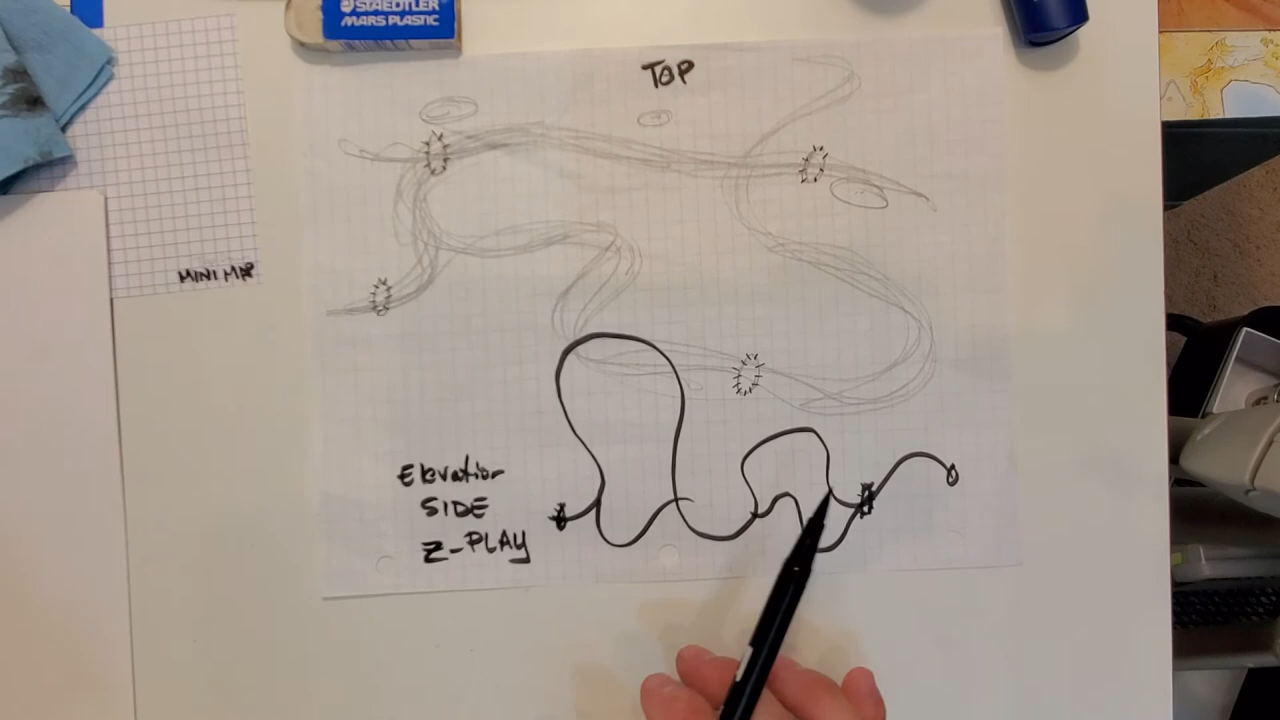 STAEDTLER
MARS PLASTIC
TOP
MINI MAP
Elevation
SIDE
Z-PLAY